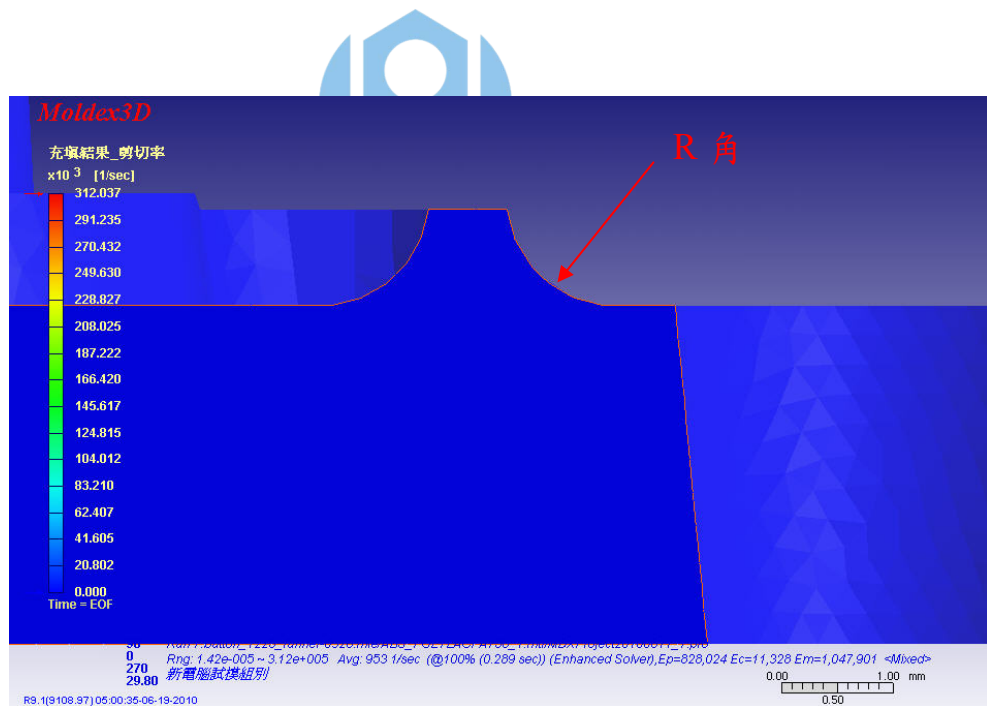 Moldex3D
R 角
充填結果_剪切率
x10 3 [1/sec]
312.037
291.235
270.432
249.630
228.827
208.025
187.222
166.420
145.617
124.815
104.012
83.210
62.407
41.605
20.802
0.000
Time = EOF
90
0
Rng: 1.42e-005 ~ 3.12e+005 Avg: 953 1/sec (@100% (0.289 sec)) (Enhanced Solver),Ep=828,024 Ec=11,328 Em=1,047,901 <Mixed>
270
新電腦試模組別
29.80
0.00 1.00 mm
0.50
R9.1(9108.97) 05:00:35-06-19-2010